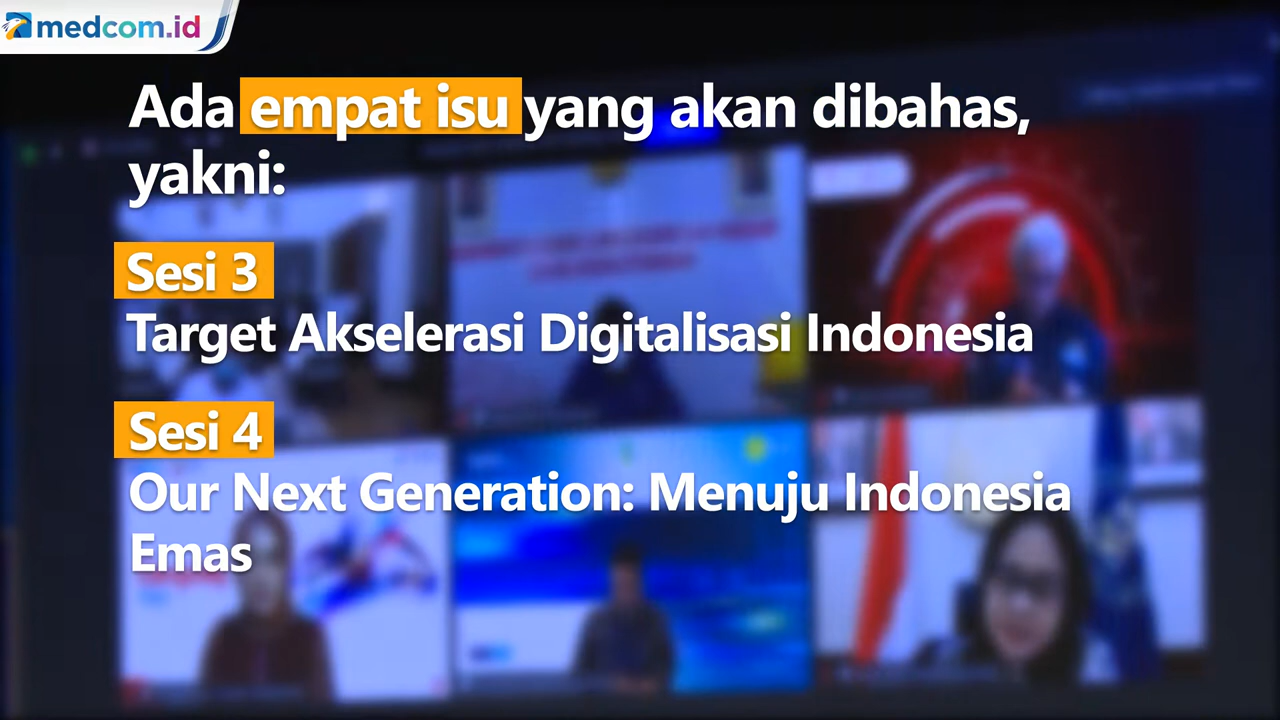 medcom.id
Ada empat isu yang akan dibahas,
yakni:
Sesi 3
Target Akselerasi Digitalisasi Indonesia
Sesi 4
Our Next Generation: Menuju Indonesia
Emas